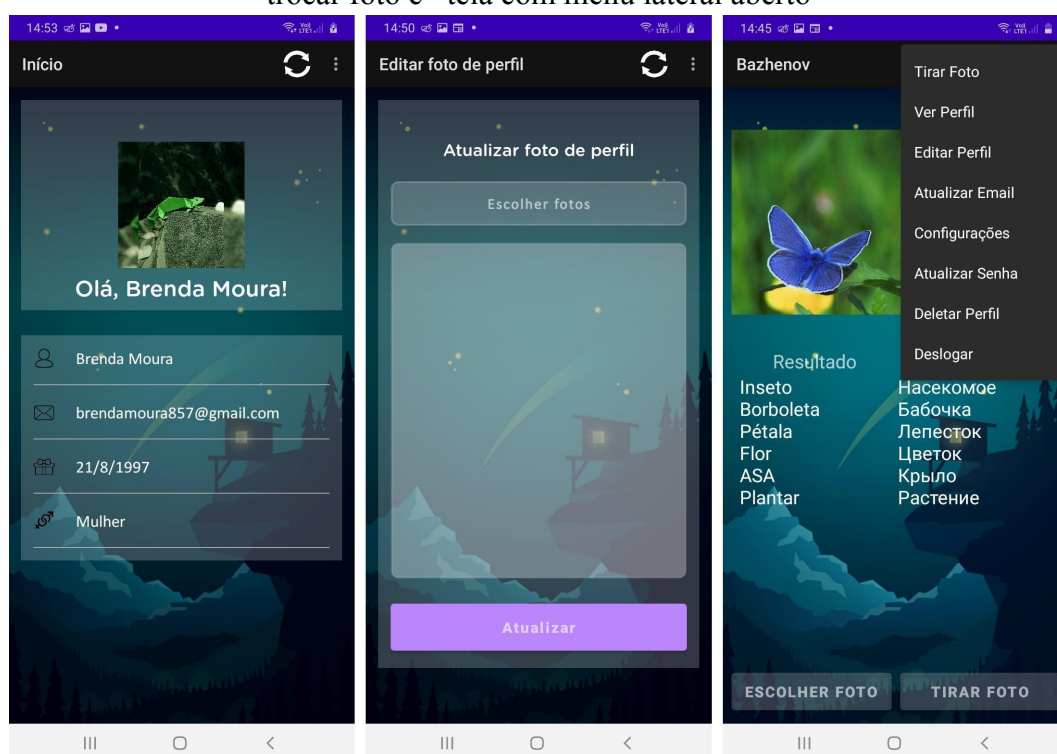 trocar foto e tela com menu lateral aberto
14:53
Início
Olá, Brenda Moura!
Brenda Moura
brendamoura857@gmail.com
21/8/1997
Mulher
14:50
Editar foto de perfil
Atualizar foto de perfil
Escolher fotos
Atualizar
14:45
Bazhenov
Tirar Foto
Ver Perfil
Editar Perfil
Atualizar Email
Configurações
Atualizar Senha
Deletar Perfil
Deslogar
Resultado
Inseto Насекомое
Borboleta Бабочка
Pétala Лепесток
Flor Цветок
ASA Крыло
Plantar Растение
ESCOLHER FOTO TIRAR FOTO